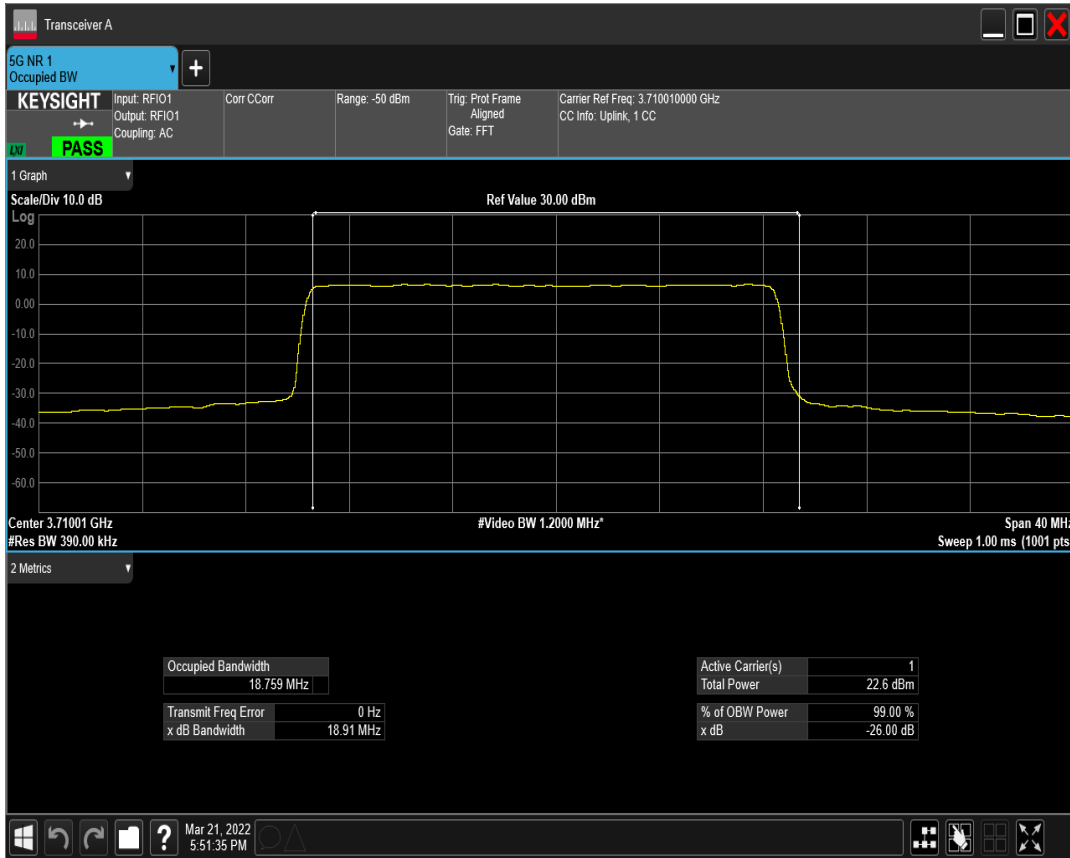 Transceiver A
5G NR 1
Occupied BW
KEYSIGHT
LXI
PASS
Input: RFIO1
Output: RFIO1
Coupling: AC
Corr CCorr
Range: -50 dBm
Trig: Prot Frame
Aligned
Gate: FFT
Carrier Ref Freq: 3.710010000 GHz
CC Info: Uplink, 1 CC
1 Graph
Scale/Div 10.0 dB
Ref Value 30.00 dBm
Log
20.0
10.0
0.00
-10.0
-20.0
-30.0
-40.0
-50.0
-60.0
Center 3.71001 GHz
#Video BW 1.2000 MHz*
Span 40 MHz
#Res BW 390.00 kHz
Sweep 1.00 ms (1001 pts
2 Metrics
Occupied Bandwidth
18.759 MHz
Transmit Freq Error 0 Hz
x dB Bandwidth 18.91 MHz
Active Carrier(s) 1
Total Power 22.6 dBm
% of OBW Power 99.00 %
x dB -26.00 dB
?
Mar 21, 2022
5:51:35 PM